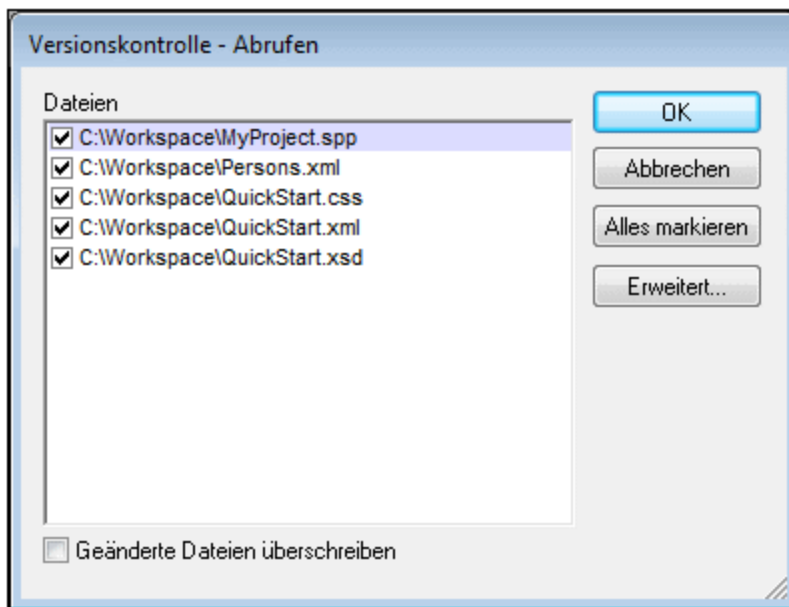 Versionskontrolle - Abrufen
Dateien
C:\Workspace\MyProject.spp
C:\Workspace\Persons.xml
C:\Workspace\QuickStart.css
C:\Workspace\QuickStart.xml
C:\Workspace\QuickStart.xsd
OK
Abbrechen
Alles markieren
Erweitert...
Geänderte Dateien überschreiben